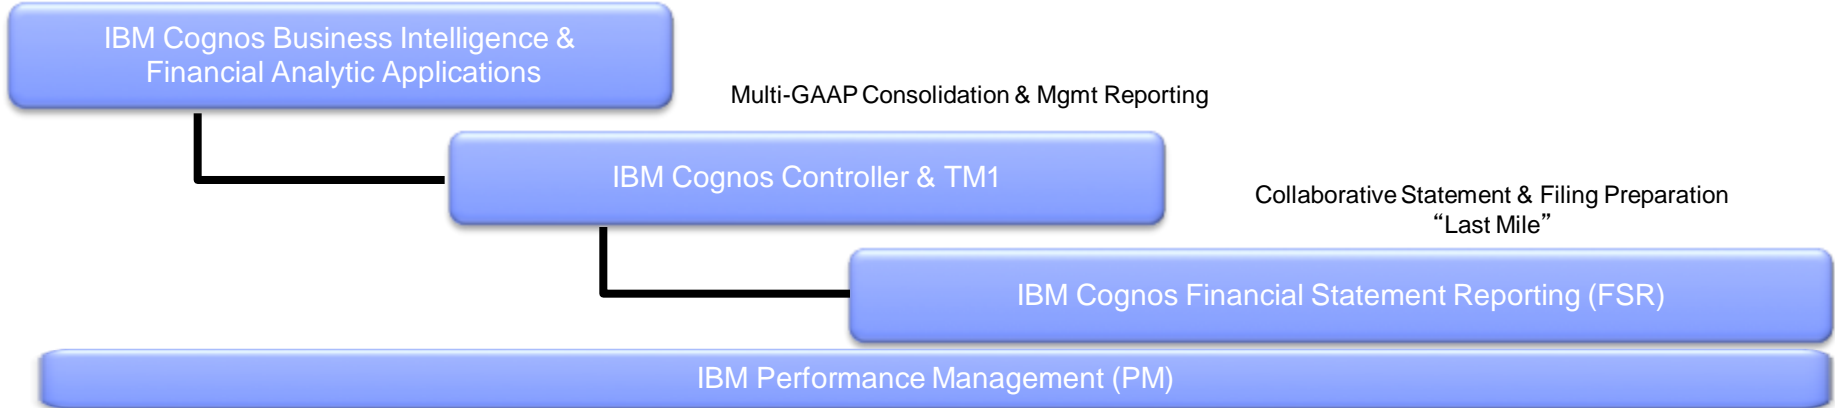 IBM Cognos Business Intelligence &
Financial Analytic Applications
Multi-GAAP Consolidation & Mgmt Reporting
IBM Cognos Controller & TM1
Collaborative Statement & Filing Preparation
“Last Mile”
IBM Cognos Financial Statement Reporting (FSR)
IBM Performance Management (PM)